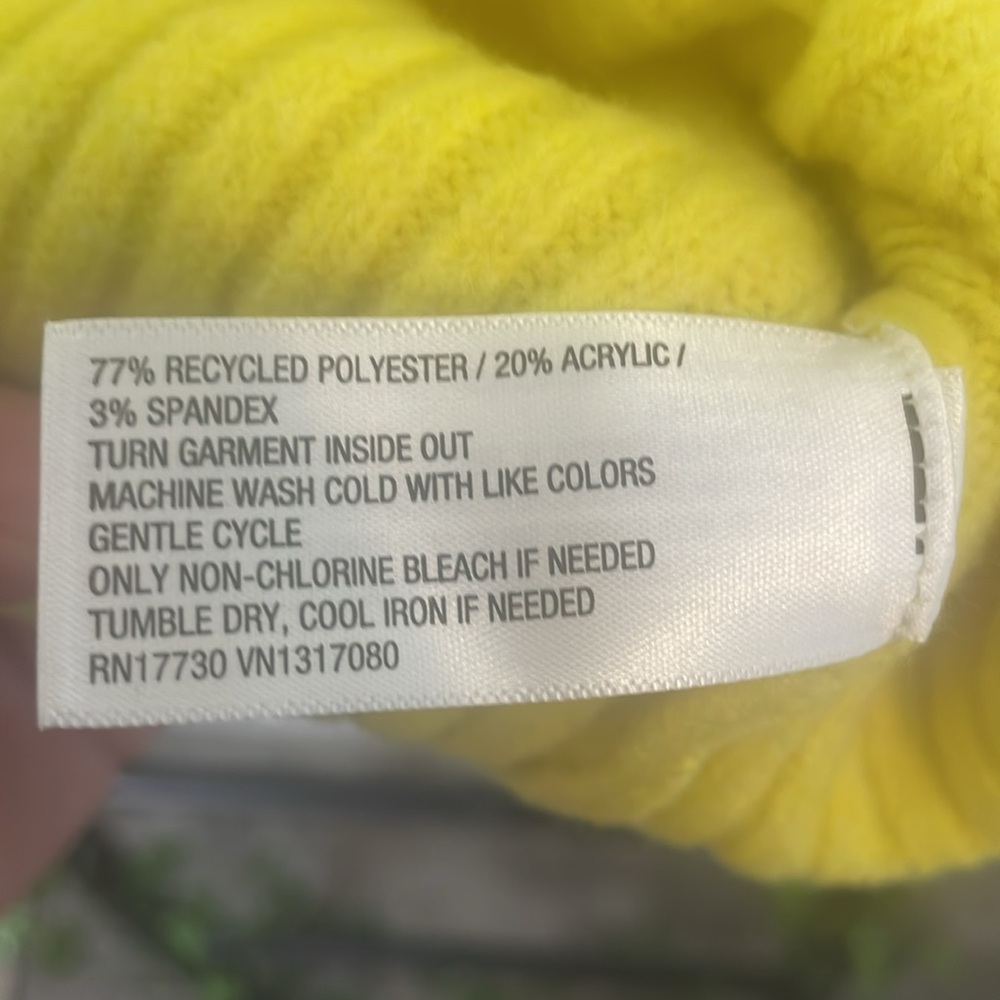 77% RECYCLED POLYESTER / 20% ACRYLIC /
3% SPANDEX
TURN GARMENT INSIDE OUT
MACHINE WASH COLD WITH LIKE COLORS
GENTLE CYCLE
ONLY NON-CHLORINE BLEACH IF NEEDED
TUMBLE DRY, COOL IRON IF NEEDED
RN17730 VN1317080